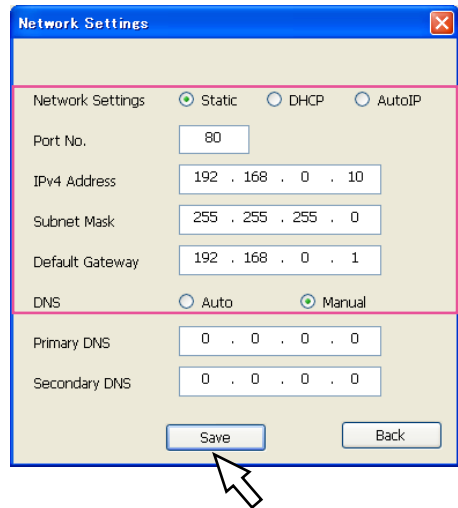 Network Settings
Network Settings Static DHCP AutoIP
Port No. 80
IPv4 Address 192 . 168 . 0 . 10
Subnet Mask 255 . 255 . 255 . 0
Default Gateway 192 . 168 . 0 . 1
DNS Auto Manual
Primary DNS 0 . 0 . 0 . 0
Secondary DNS 0 . 0 . 0 . 0
Save Back